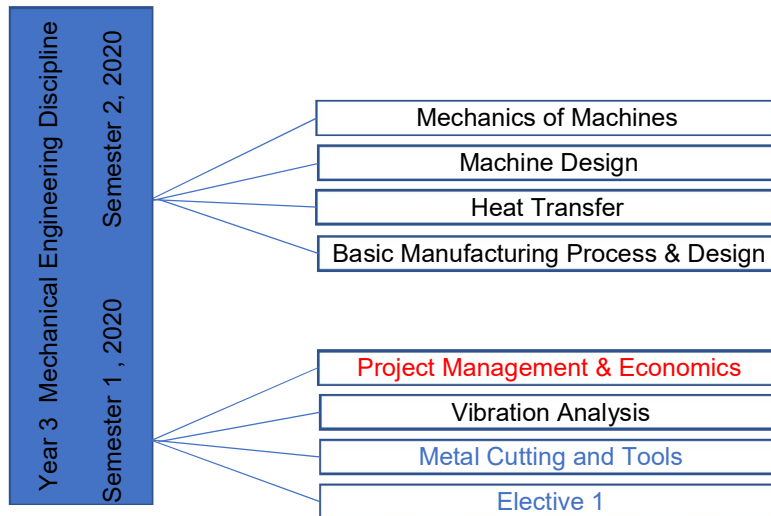 Year 3 Mechanical Engineering Discipline
Semester 2, 2020
Mechanics of Machines
Machine Design
Heat Transfer
Basic Manufacturing Process & Design
Semester 1 , 2020
Project Management & Economics
Vibration Analysis
Metal Cutting and Tools
Elective 1